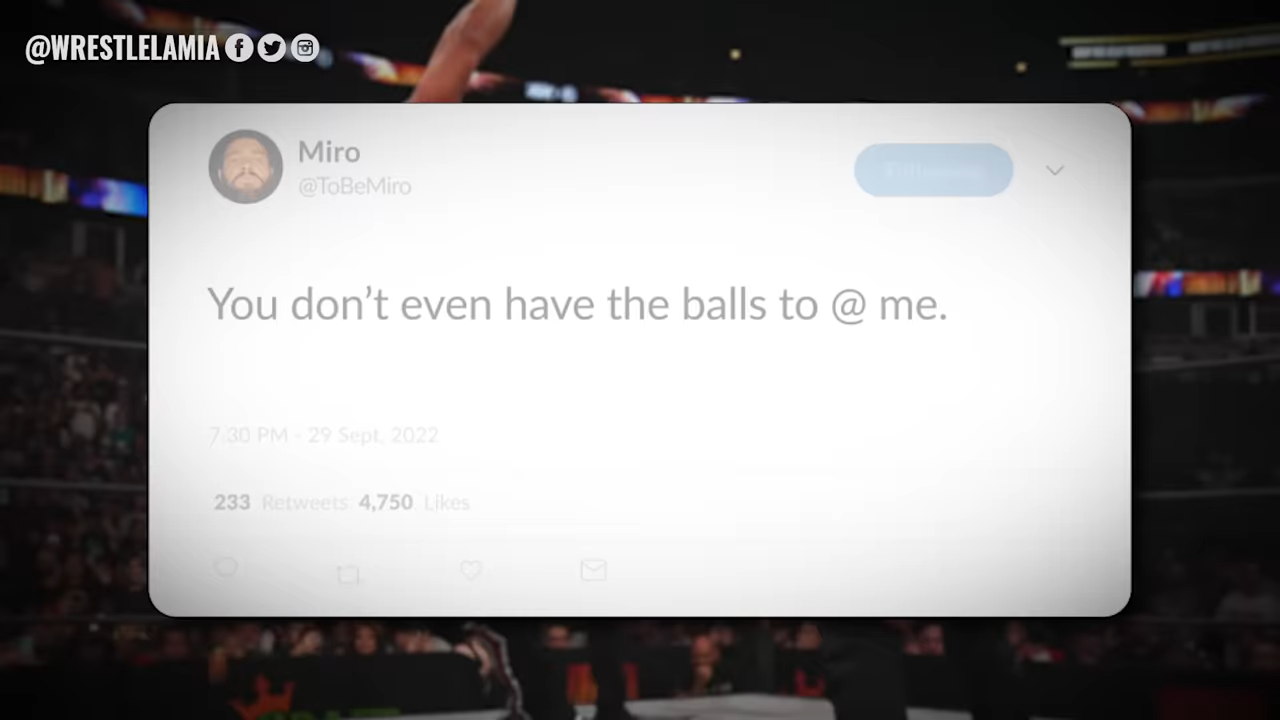 @WRESTLELAMIA
Miro
@ToBeMiro
Following
You don’t even have the balls to @ me.
7:30 PM - 29 Sept, 2022
233 Retweets 4,750 Likes